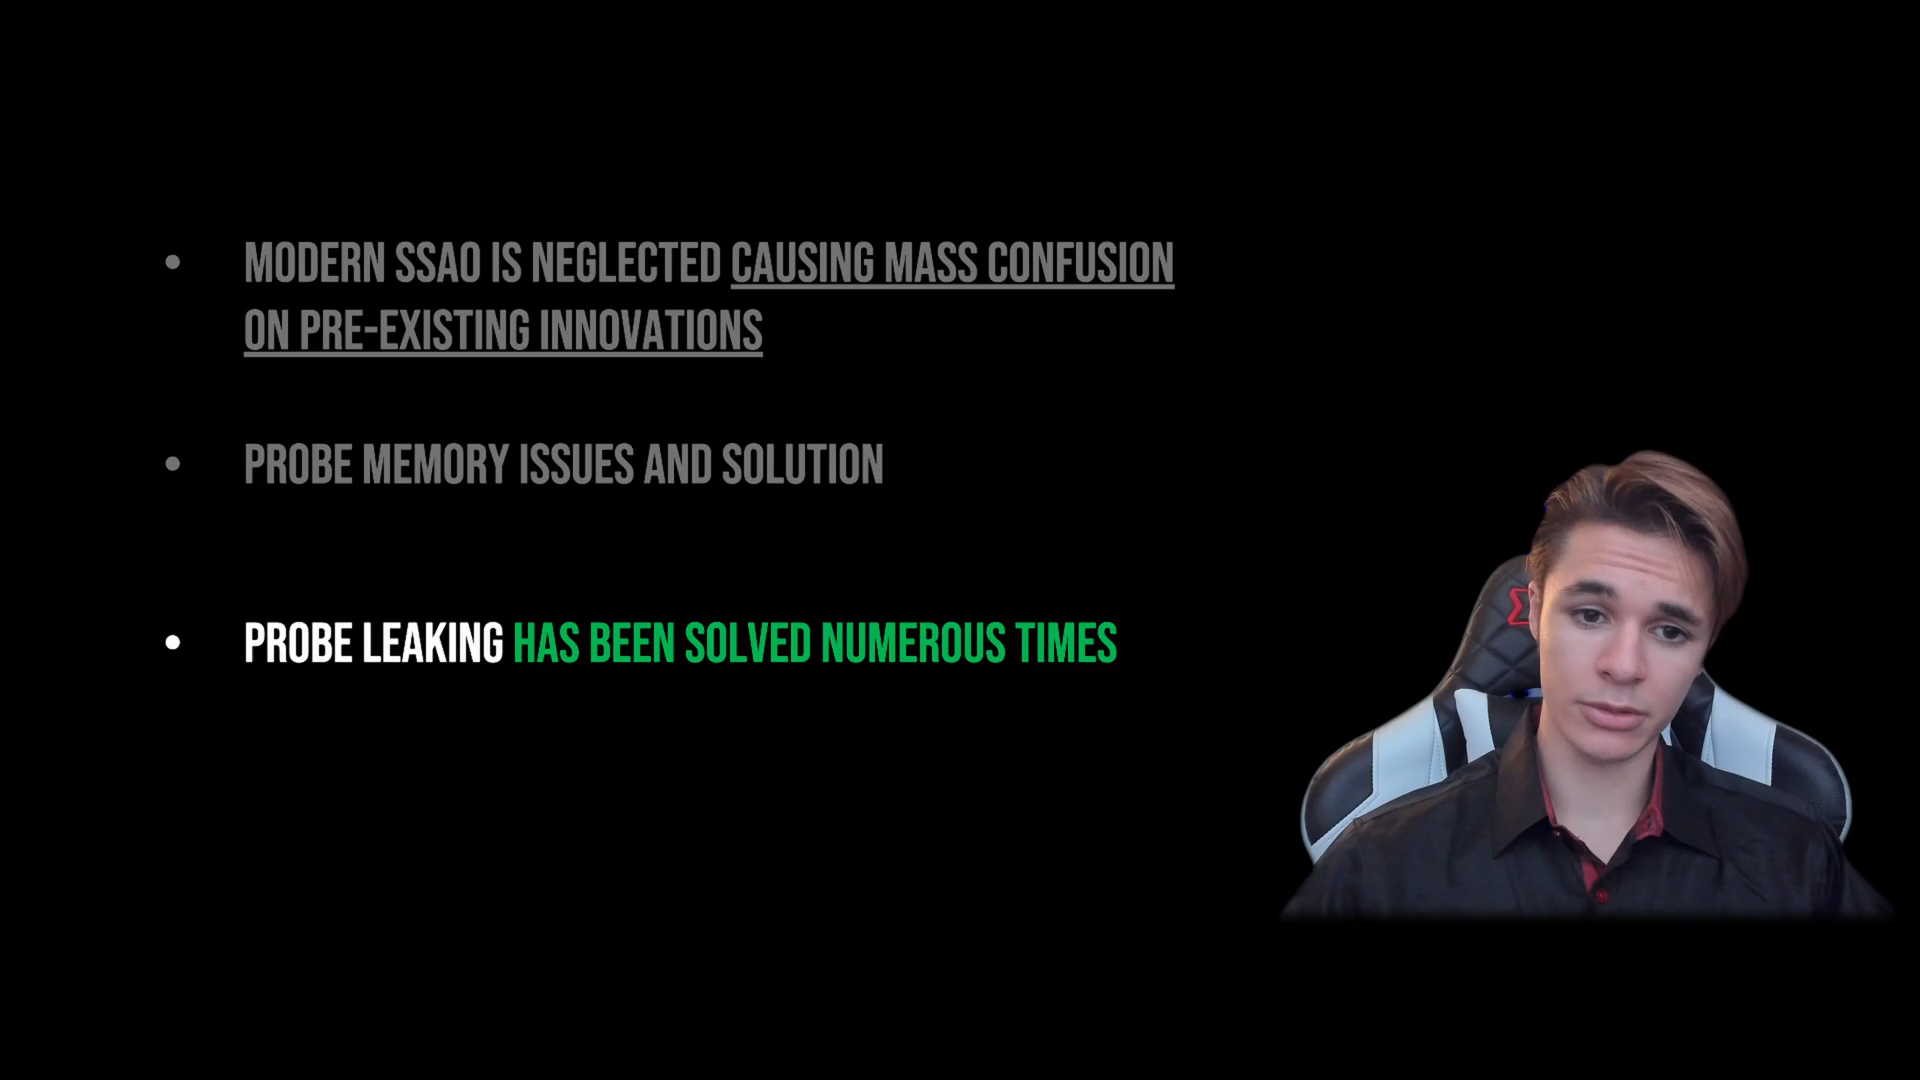 • MODERN SSAO IS NEGLECTED CAUSING MASS CONFUSION
ON PRE-EXISTING INNOVATIONS
• PROBE MEMORY ISSUES AND SOLUTION
• PROBE LEAKING HAS BEEN SOLVED NUMEROUS TIMES